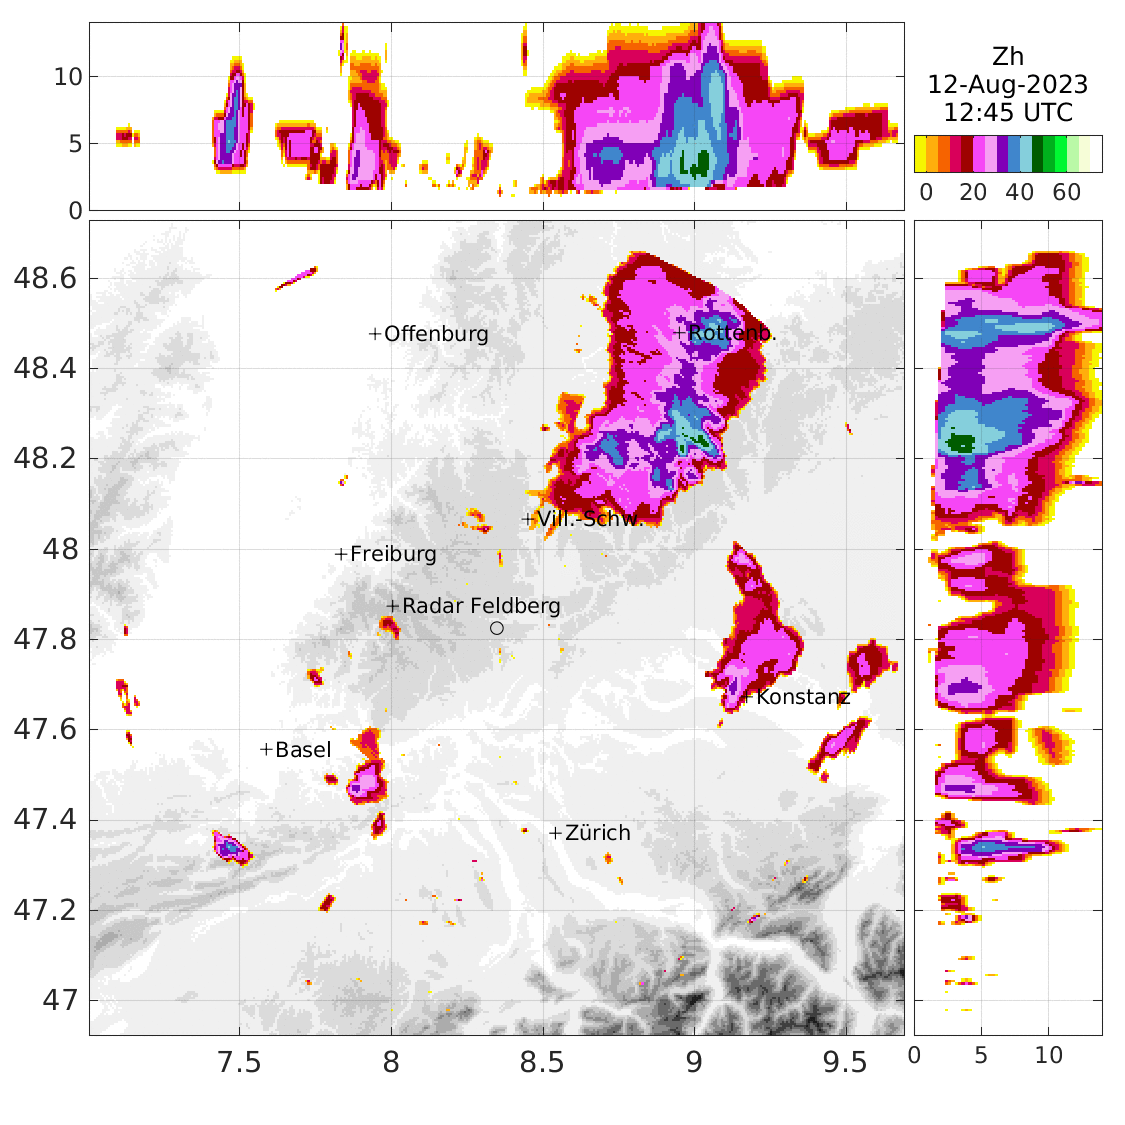 10
5
0
Zh
12-Aug-2023
12:45 UTC
0 20 40 60
48.6
48.4
48.2
48
47.8
47.6
47.4
47.2
47
+Offenburg
+Rottenb.
+Vill.-Schw.
+Freiburg
+Radar Feldberg
+Konstanz
+Basel
+Zürich
7.5 8 8.5 9 9.5
0 5 10